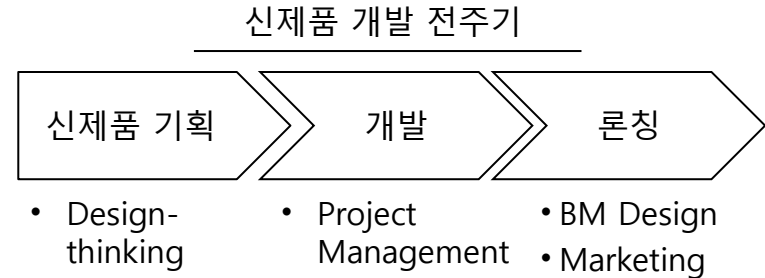 신제품 개발 전주기
신제품 기획
개발
론칭
• Design-
thinking
• Project
Management
• BM Design
• Marketing